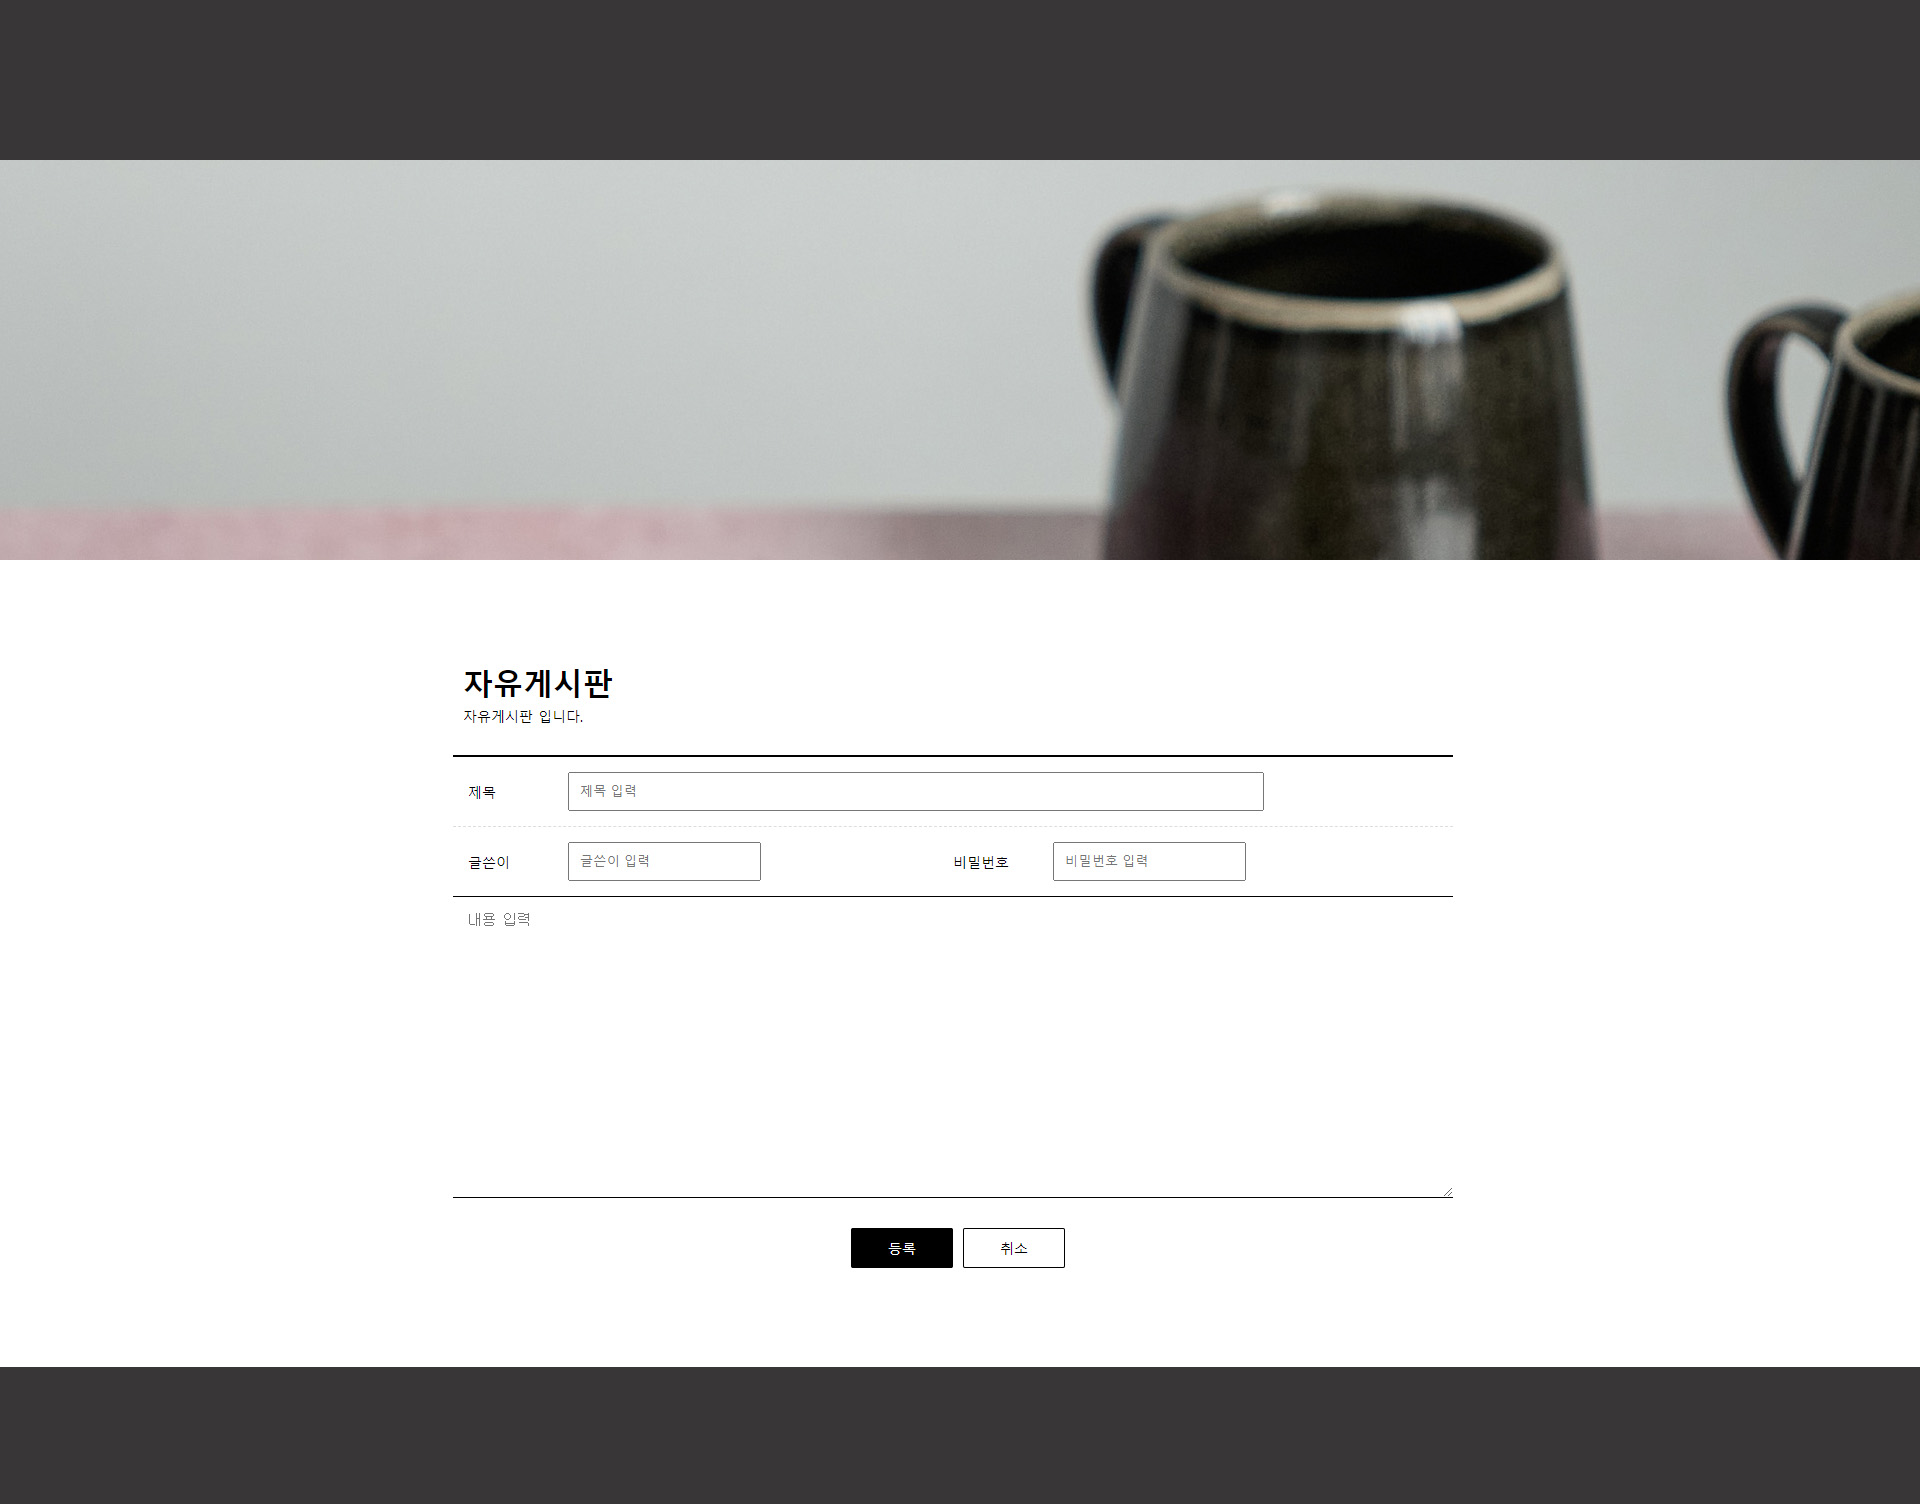 자유게시판
자유게시판 입니다.
제목 제목 입력
글쓴이 글쓴이 입력 비밀번호 비밀번호 입력
내용 입력
등록 취소